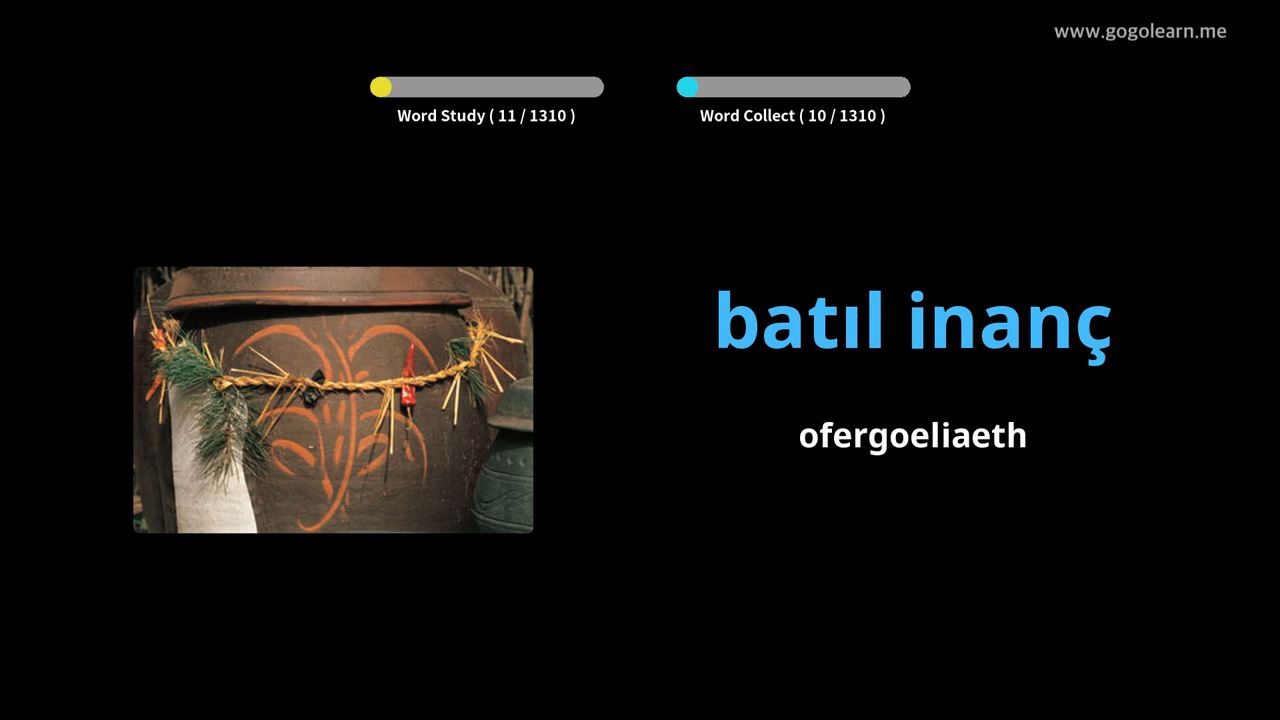 www.gogolearn.me
Word Study ( 11 / 1310 )
Word Collect ( 10 / 1310 )
batıl inanç
ofergoeliaeth